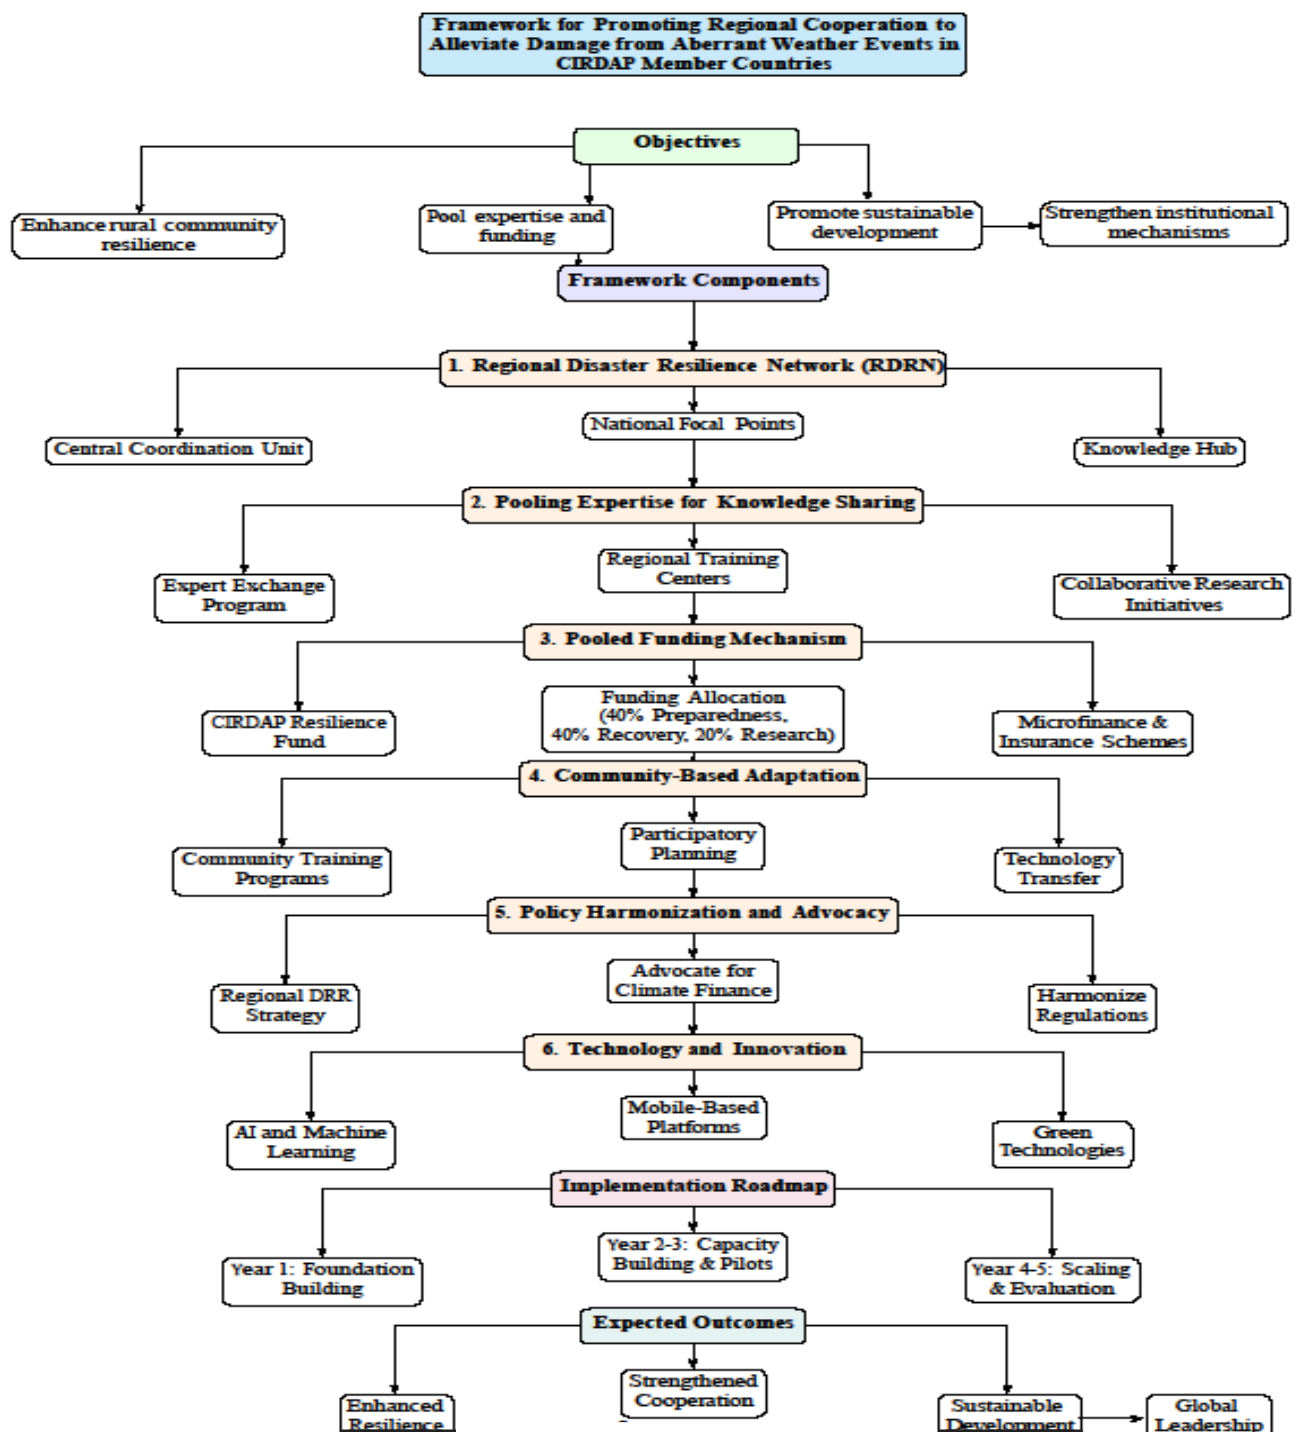 Framework for Promoting Regional Cooperation to
Alleviate Damage from Aberrant Weather Events in
CIRDAP Member Countries
Objectives
Enhance rural community
resilience
Pool expertise and
funding
Promote sustainable
development
Strengthen institutional
mechanisms
Framework Components
1. Regional Disaster Resilience Network (RDRN)
Central Coordination Unit
National Focal Points
Knowledge Hub
2. Pooling Expertise for Knowledge Sharing
Expert Exchange
Program
Regional Training
Centers
Collaborative Research
Initiatives
3. Pooled Funding Mechanism
CIRDAP Resilience
Fund
Funding Allocation
(40% Preparedness,
40% Recovery, 20% Research)
Microfinance &
Insurance Schemes
4. Community-Based Adaptation
Community Training
Programs
Participatory
Planning
Technology
Transfer
5. Policy Harmonization and Advocacy
Regional DRR
Strategy
Advocate for
Climate Finance
Harmonize
Regulations
6. Technology and Innovation
AI and Machine
Learning
Mobile-Based
Platforms
Green
Technologies
Implementation Roadmap
Year 1: Foundation
Building
Year 2-3: Capacity
Building & Pilots
Year 4-5: Scaling
& Evaluation
Expected Outcomes
Enhanced
Resilience
Strengthened
Cooperation
Sustainable
Development
Global
Leadership